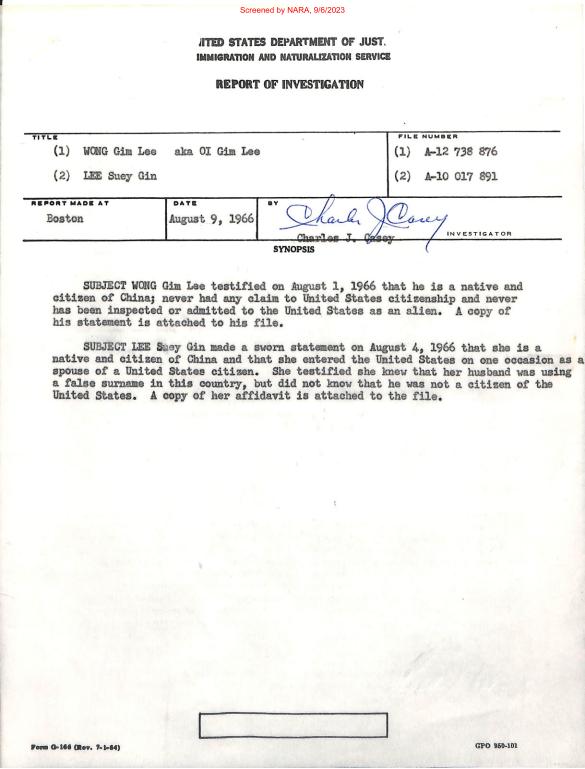 Screened by NARA, 9/6/2023
ITED STATES DEPARTMENT OF JUST.
IMMIGRATION AND NATURALIZATION SERVICE
REPORT OF INVESTIGATION
TITLE
(1) WONG Gim Lee aka OI Gim Lee
(2) LEE Suey Gin
FILE NUMBER
(1) A-12 738 876
(2) A-10 017 891
REPORT MADE AT
Boston
DATE
August 9, 1966
BY
Charles J. Casey
Charles J. Casey
INVESTIGATOR
SYNOPSIS
SUBJECT WONG Gim Lee testified on August 1, 1966 that he is a native and
citizen of China; never had any claim to United States citizenship and never
has been inspected or admitted to the United States as an alien. A copy of
his statement is attached to his file.
SUBJECT LEE Suey Gin made a sworn statement on August 4, 1966 that she is a
native and citizen of China and that she entered the United States on one occasion as a
spouse of a United States citizen. She testified she knew that her husband was using
a false surname in this country, but did not know that he was not a citizen of the
United States. A copy of her affidavit is attached to the file.
Form G-166 (Rev. 7-1-64)
GPO 950-101